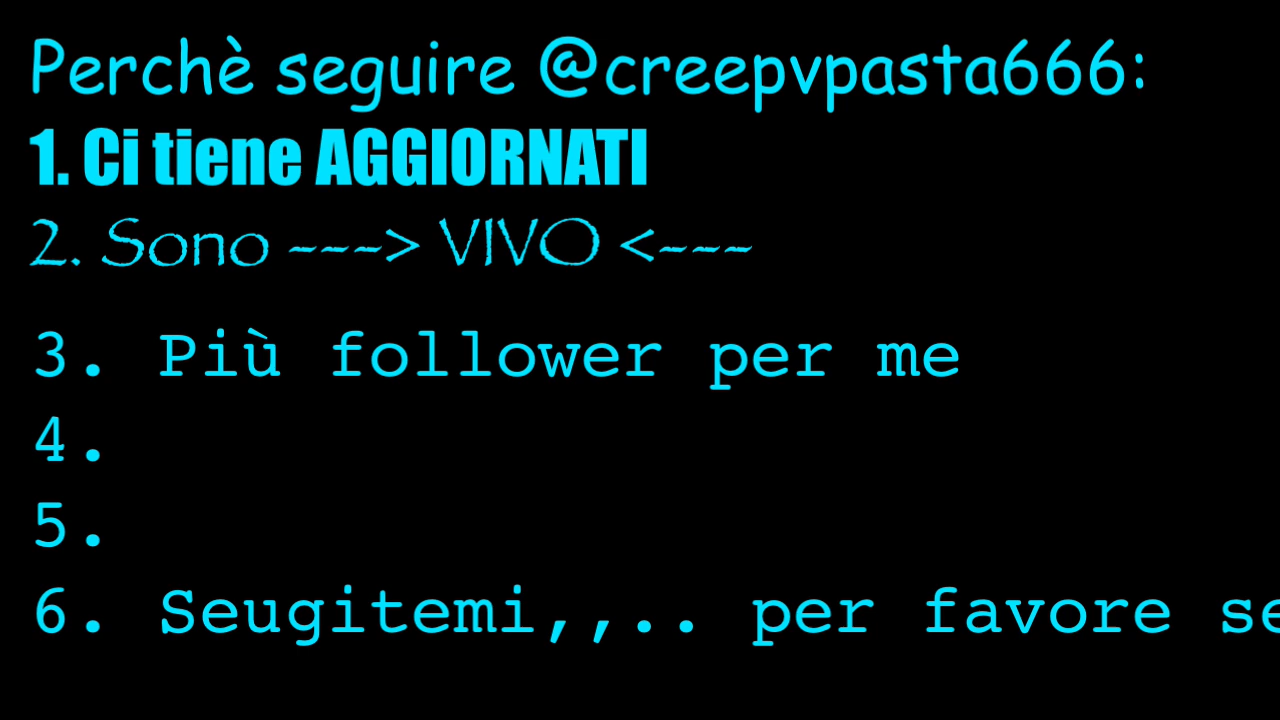 Perchè seguire @creepvpasta666:
1. Ci tiene AGGIORNATI
2. Sono ---> VIVO <---
3. Più follower per me
4.
5.
6. Seugitemi,,.. per favore se